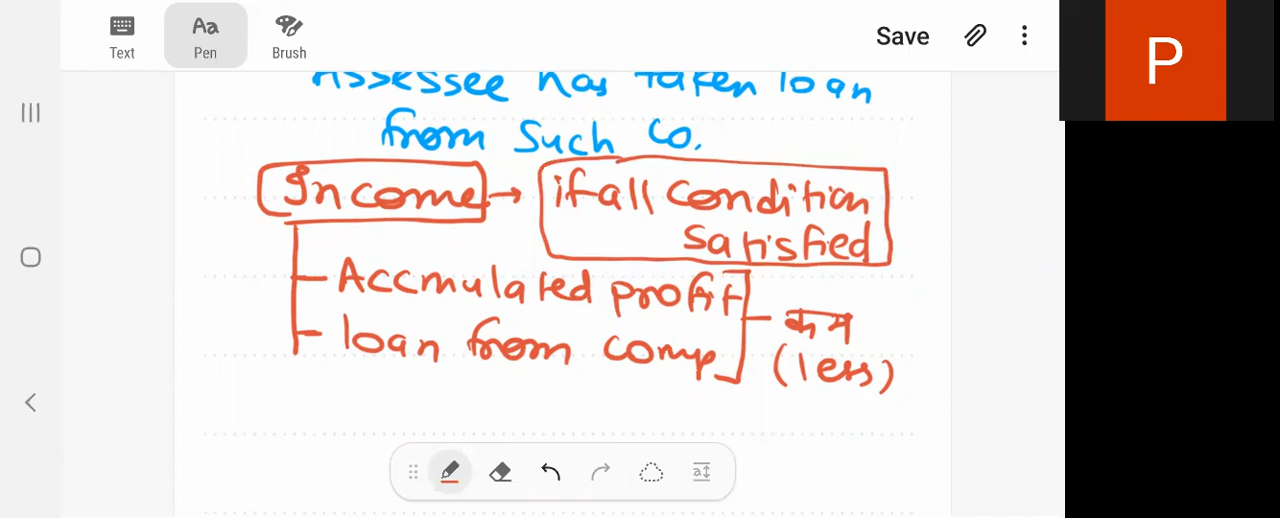 Text
Aa
Pen
Brush
Save
P
Assessee has taken loan
from Such Co.
Income → if all condition
satisfied
Accmulated profit
loan from comp
कम
(less)
a